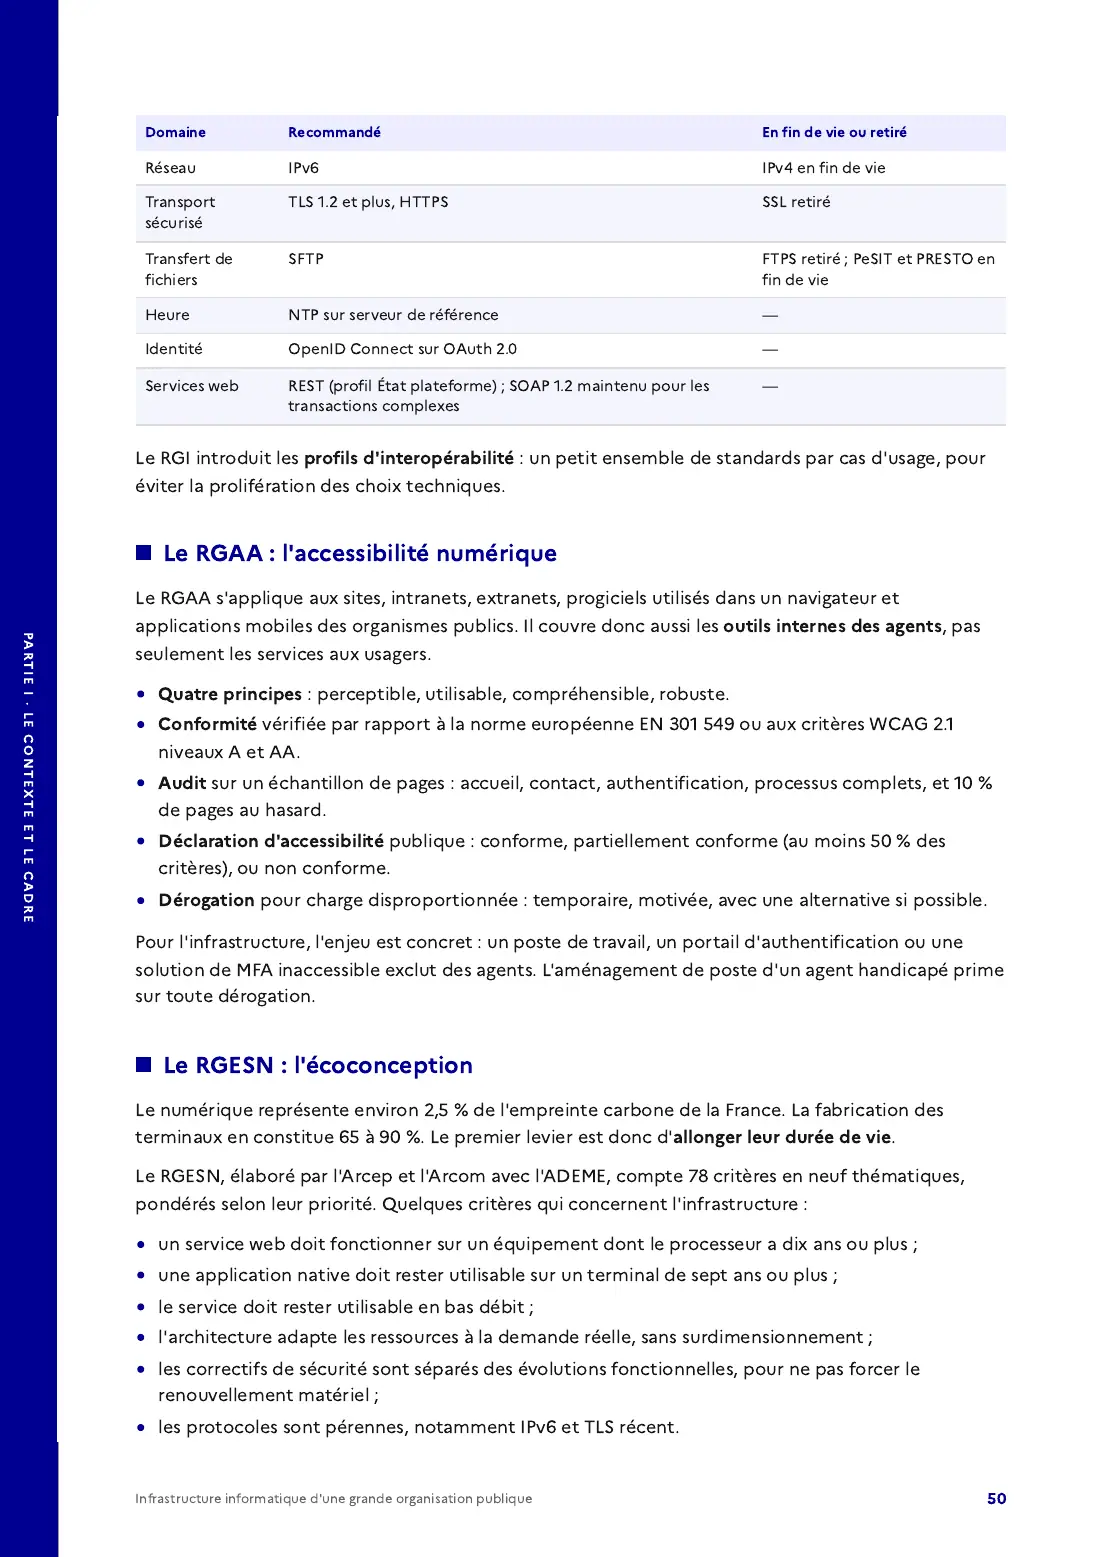 Domaine Recommandé En fin de vie ou retiré
Réseau IPv6 IPv4 en fin de vie
Transport sécurisé TLS 1.2 et plus, HTTPS SSL retiré
Transfert de fichiers SFTP FTPS retiré ; PeSIT et PRESTO en fin de vie
Heure NTP sur serveur de référence —
Identité OpenID Connect sur OAuth 2.0 —
Services web REST (profil État plateforme) ; SOAP 1.2 maintenu pour les transactions complexes —
Le RGI introduit les profils d'interopérabilité : un petit ensemble de standards par cas d'usage, pour
éviter la prolifération des choix techniques.
Le RGAA : l'accessibilité numérique
Le RGAA s'applique aux sites, intranets, extranets, progiciels utilisés dans un navigateur et
applications mobiles des organismes publics. Il couvre donc aussi les outils internes des agents, pas
seulement les services aux usagers.
• Quatre principes : perceptible, utilisable, compréhensible, robuste.
• Conformité vérifiée par rapport à la norme européenne EN 301 549 ou aux critères WCAG 2.1
niveaux A et AA.
• Audit sur un échantillon de pages : accueil, contact, authentification, processus complets, et 10 %
de pages au hasard.
• Déclaration d'accessibilité publique : conforme, partiellement conforme (au moins 50 % des
critères), ou non conforme.
• Dérogation pour charge disproportionnée : temporaire, motivée, avec une alternative si possible.
Pour l'infrastructure, l'enjeu est concret : un poste de travail, un portail d'authentification ou une
solution de MFA inaccessible exclut des agents. L'aménagement de poste d'un agent handicapé prime
sur toute dérogation.
Le RGESN : l'écoconception
Le numérique représente environ 2,5 % de l'empreinte carbone de la France. La fabrication des
terminaux en constitue 65 à 90 %. Le premier levier est donc d'allonger leur durée de vie.
Le RGESN, élaboré par l'Arcep et l'Arcom avec l'ADEME, compte 78 critères en neuf thématiques,
pondérés selon leur priorité. Quelques critères qui concernent l'infrastructure :
• un service web doit fonctionner sur un équipement dont le processeur a dix ans ou plus ;
• une application native doit rester utilisable sur un terminal de sept ans ou plus ;
• le service doit rester utilisable en bas débit ;
• l'architecture adapte les ressources à la demande réelle, sans surdimensionnement ;
• les correctifs de sécurité sont séparés des évolutions fonctionnelles, pour ne pas forcer le
renouvellement matériel ;
• les protocoles sont pérennes, notamment IPv6 et TLS récent.
PARTIE I · LE CONTEXTE ET LE CADRE
Infrastructure informatique d'une grande organisation publique 50